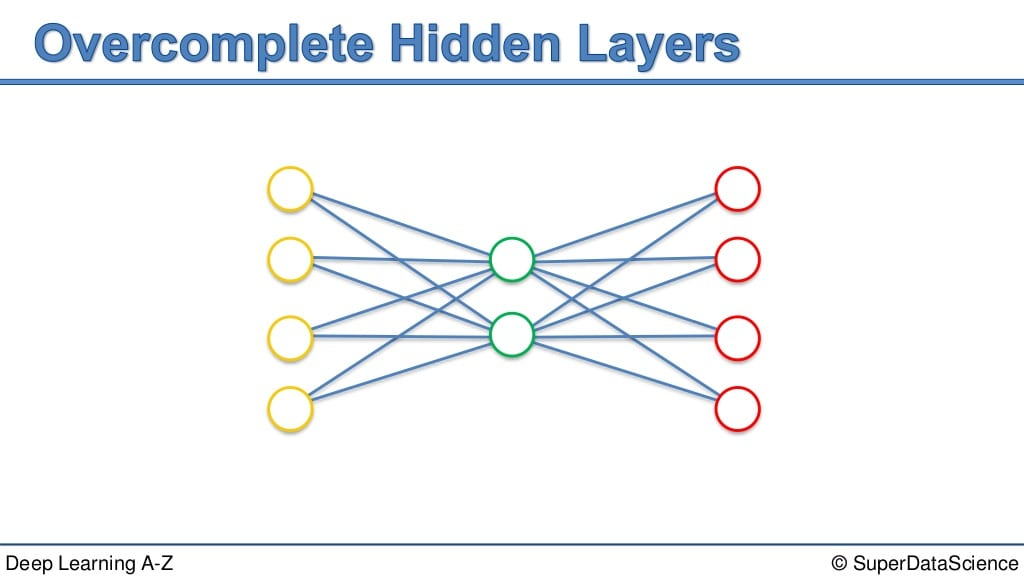 Overcomplete Hidden Layers
Deep Learning A-Z
© SuperDataScience